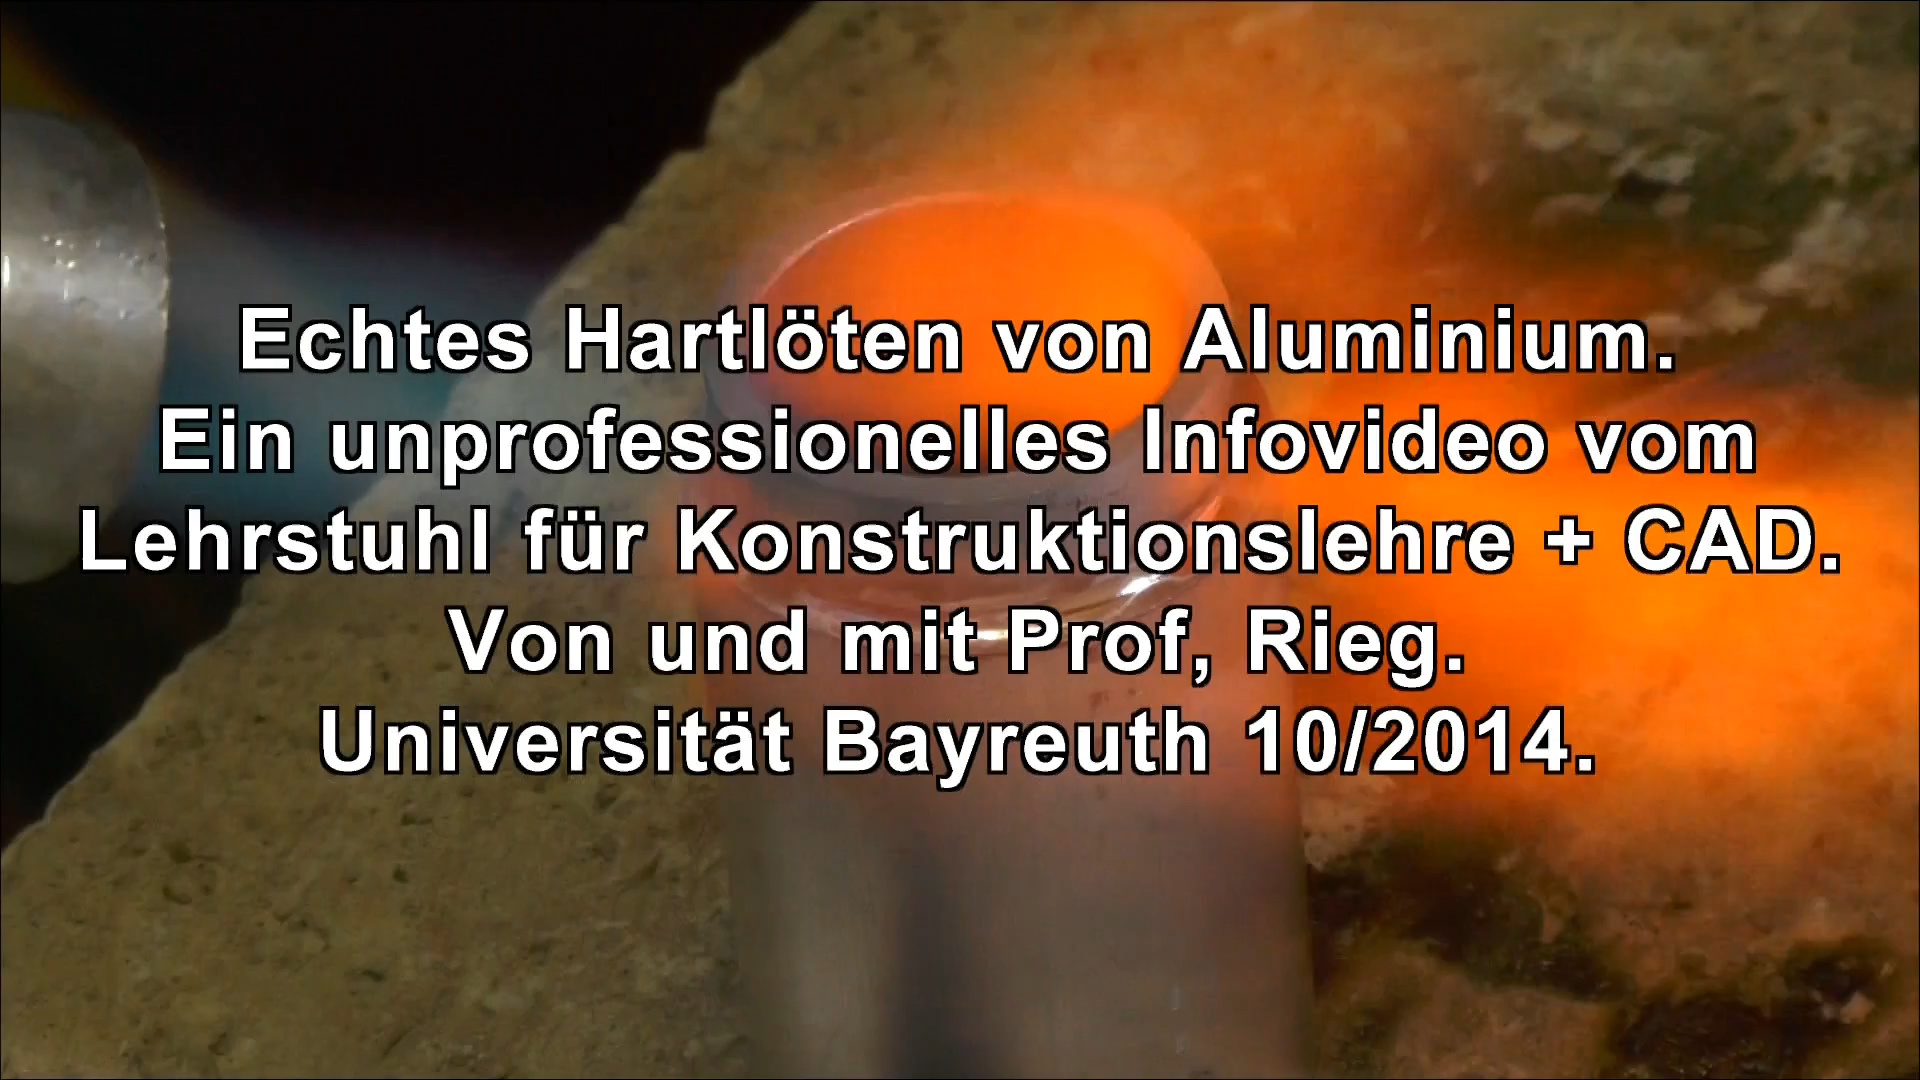 Echtes Hartlöten von Aluminium.
Ein unprofessionelles Infovideo vom
Lehrstuhl für Konstruktionslehre + CAD.
Von und mit Prof, Rieg.
Universität Bayreuth 10/2014.